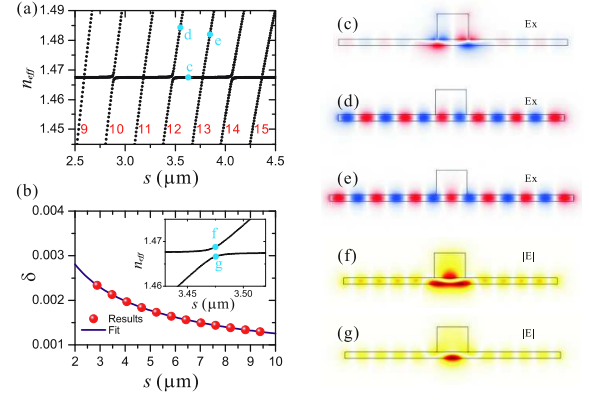 (a)
1.49
1.48
1.47
1.46
1.45
n_eff
d
e
c
9 10 11 12 13 14 15
2.5 3.0 3.5 4.0 4.5
s (μm)
(b)
0.004
0.003
0.002
0.001
δ
1.47
1.46
n_eff
f
g
3.45 3.50
s (μm)
Results
Fit
2 3 4 5 6 7 8 9 10
s (μm)
(c)
Ex
(d)
Ex
(e)
Ex
(f)
|E|
(g)
|E|